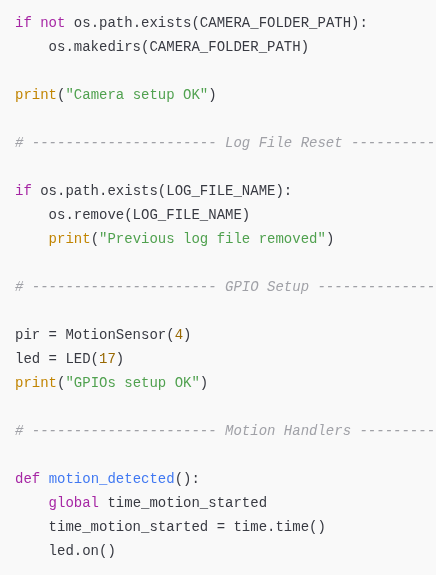 if not os.path.exists(CAMERA_FOLDER_PATH):
    os.makedirs(CAMERA_FOLDER_PATH)
print("Camera setup OK")
# ---------------------- Log File Reset ----------
if os.path.exists(LOG_FILE_NAME):
    os.remove(LOG_FILE_NAME)
    print("Previous log file removed")
# ---------------------- GPIO Setup --------------
pir = MotionSensor(4)
led = LED(17)
print("GPIOs setup OK")
# ---------------------- Motion Handlers ---------
def motion_detected():
    global time_motion_started
    time_motion_started = time.time()
    led.on()